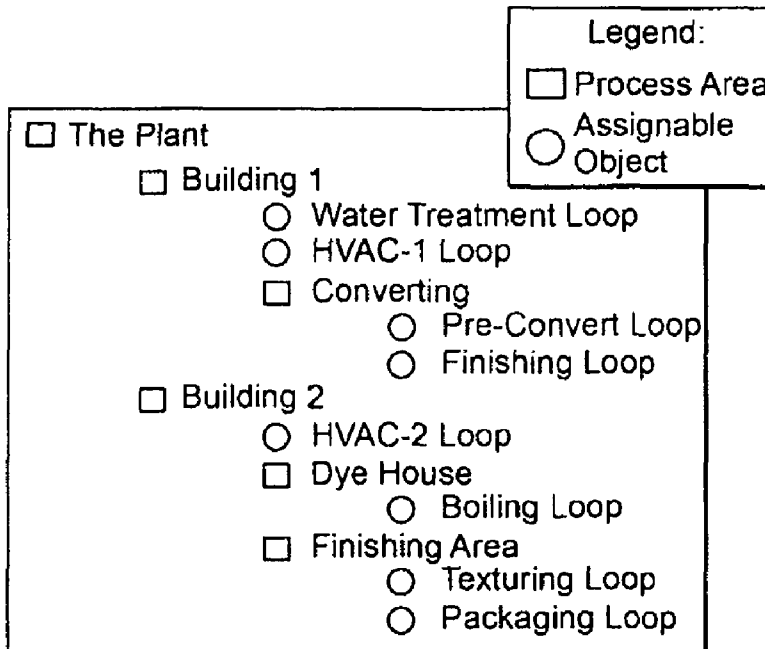 Legend:
Process Area
Assignable
Object
The Plant
Building 1
Water Treatment Loop
HVAC-1 Loop
Converting
Pre-Convert Loop
Finishing Loop
Building 2
HVAC-2 Loop
Dye House
Boiling Loop
Finishing Area
Texturing Loop
Packaging Loop